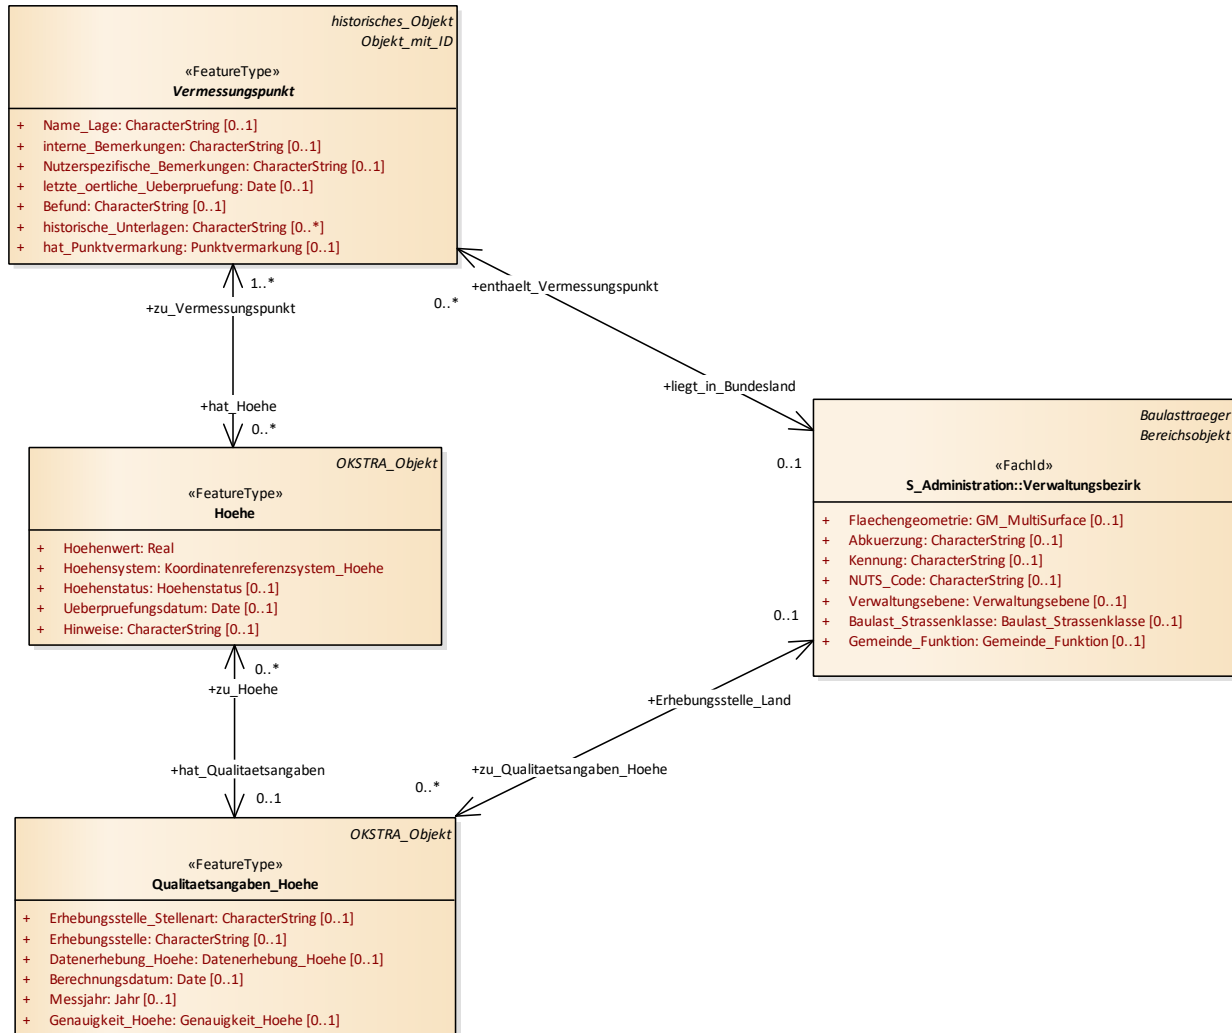 historisches_Objekt
Objekt_mit_ID
«FeatureType»
Vermessungspunkt
+ Name_Lage: CharacterString [0..1]
+ interne_Bemerkungen: CharacterString [0..1]
+ Nutzerspezifische_Bemerkungen: CharacterString [0..1]
+ letzte_oertliche_Ueberpruefung: Date [0..1]
+ Befund: CharacterString [0..1]
+ historische_Unterlagen: CharacterString [0..*]
+ hat_Punktvermarkung: Punktvermarkung [0..1]
1..*
+zu_Vermessungspunkt
+enthaelt_Vermessungspunkt
0..*
+liegt_in_Bundesland
0..1
+hat_Hoehe
0..*
OKSTRA_Objekt
«FeatureType»
Hoehe
+ Hoehenwert: Real
+ Hoehensystem: Koordinatenreferenzsystem_Hoehe
+ Hoehenstatus: Hoehenstatus [0..1]
+ Ueberpruefungsdatum: Date [0..1]
+ Hinweise: CharacterString [0..1]
Baulasttraeger
Bereichsobjekt
«FachId»
S_Administration::Verwaltungsbezirk
+ Flaechengeometrie: GM_MultiSurface [0..1]
+ Abkuerzung: CharacterString [0..1]
+ Kennung: CharacterString [0..1]
+ NUTS_Code: CharacterString [0..1]
+ Verwaltungsebene: Verwaltungsebene [0..1]
+ Baulast_Strassenklasse: Baulast_Strassenklasse [0..1]
+ Gemeinde_Funktion: Gemeinde_Funktion [0..1]
0..1
+Erhebungsstelle_Land
0..*
+zu_Hoehe
+hat_Qualitaetsangaben
0..1
+zu_Qualitaetsangaben_Hoehe
0..*
OKSTRA_Objekt
«FeatureType»
Qualitaetsangaben_Hoehe
+ Erhebungsstelle_Stellenart: CharacterString [0..1]
+ Erhebungsstelle: CharacterString [0..1]
+ Datenerhebung_Hoehe: Datenerhebung_Hoehe [0..1]
+ Berechnungsdatum: Date [0..1]
+ Messjahr: Jahr [0..1]
+ Genauigkeit_Hoehe: Genauigkeit_Hoehe [0..1]